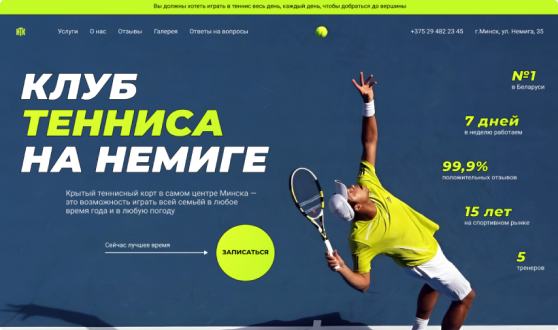 Вы должны хотеть играть в теннис весь день, каждый день, чтобы добраться до вершины
НТК
Услуги О нас Отзывы Галерея Ответы на вопросы +375 29 482 23 45 г.Минск, ул. Немига, 35
КЛУБ
ТЕННИСА
НА НЕМИГЕ
Крытый теннисный корт в самом центре Минска —
это возможность играть всей семьёй в любое
время года и в любую погоду
Сейчас лучшее время
ЗАПИСАТЬСЯ
№1
в Беларуси
7 дней
в неделю работаем
99,9%
положительных отзывов
15 лет
на спортивном рынке
5
тренеров